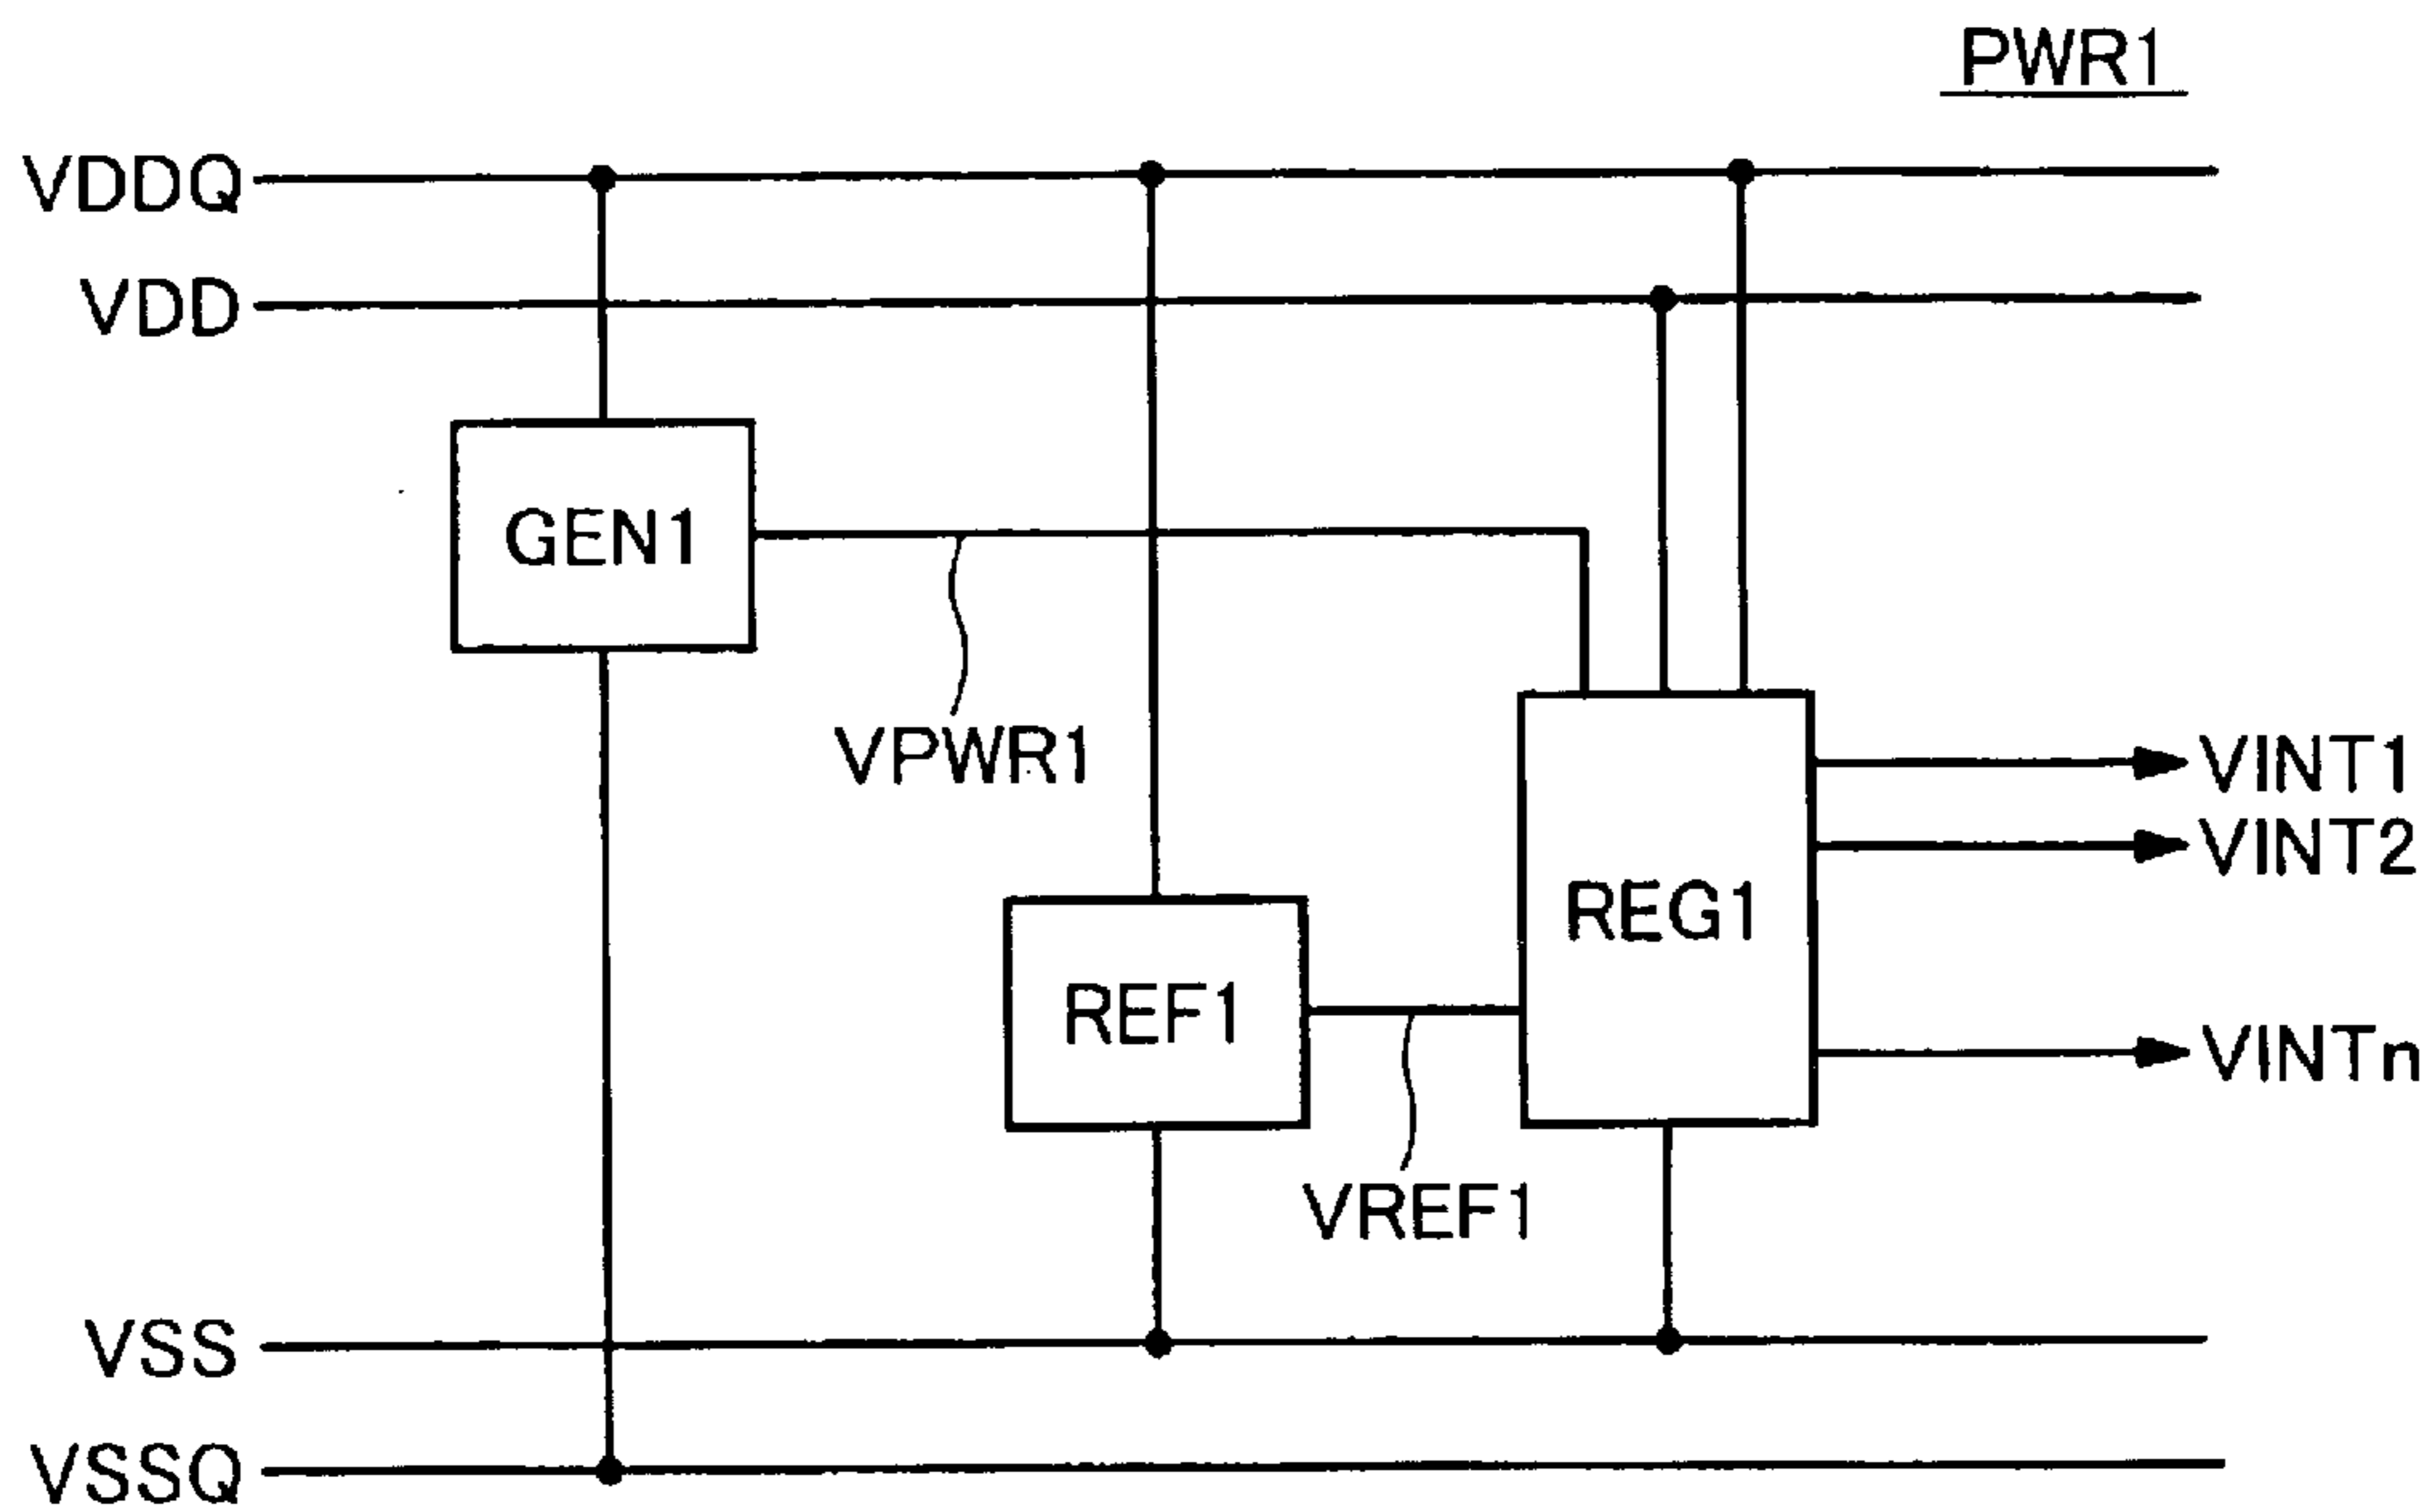 PWR1
VDDQ
VDD
GEN1
VPWR1
VINT1
VINT2
REG1
REF1
VINTn
VREF1
VSS
VSSQ